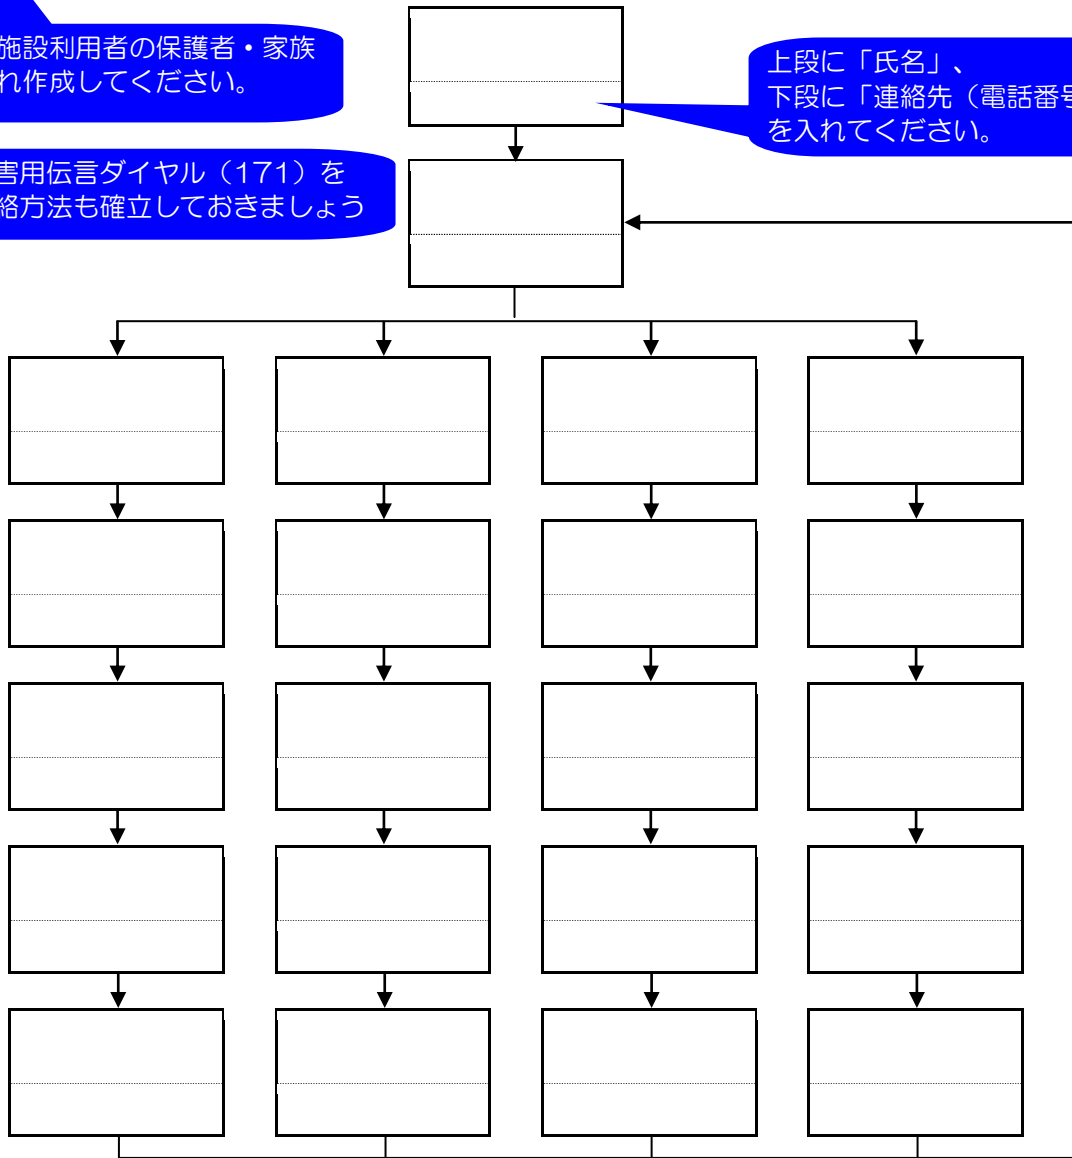 施設利用者の保護者・家族
れ作成してください。
上段に「氏名」、
下段に「連絡先（電話番号
を入れてください。
害用伝言ダイヤル（171）を
絡方法も確立しておきましょう